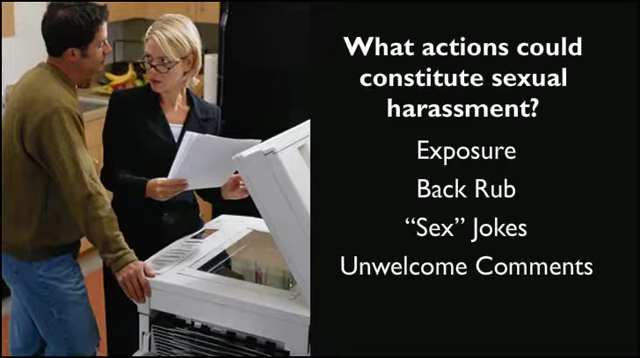 What actions could
constitute sexual
harassment?
Exposure
Back Rub
“Sex” Jokes
Unwelcome Comments